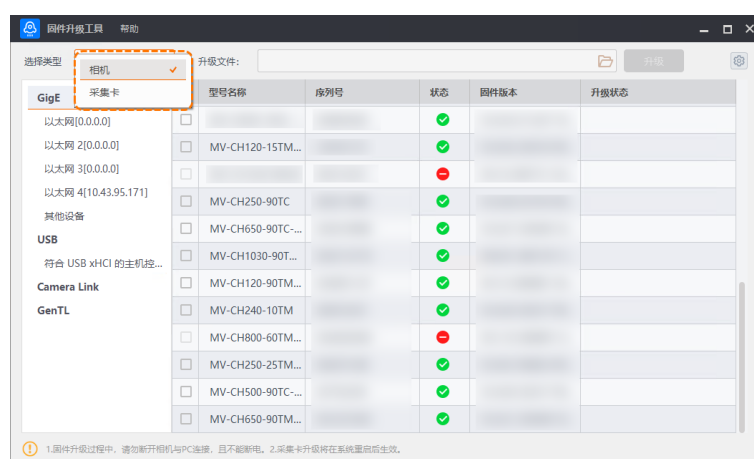 固件升级工具 帮助
选择类型 升级文件: 升级
相机
采集卡
GigE
以太网[0.0.0.0]
以太网 2[0.0.0.0]
以太网 3[0.0.0.0]
以太网 4[10.43.95.171]
其他设备
USB
符合 USB xHCI 的主机控...
Camera Link
GenTL
型号名称 序列号 状态 固件版本 升级状态
MV-CH120-15TM...
MV-CH250-90TC
MV-CH650-90TC-...
MV-CH1030-90T...
MV-CH120-90TM...
MV-CH240-10TM
MV-CH800-60TM...
MV-CH250-25TM...
MV-CH500-90TC-...
MV-CH650-90TM...
1.固件升级过程中，请勿断开相机与PC连接，且不能断电。2.采集卡升级将在系统重启后生效。